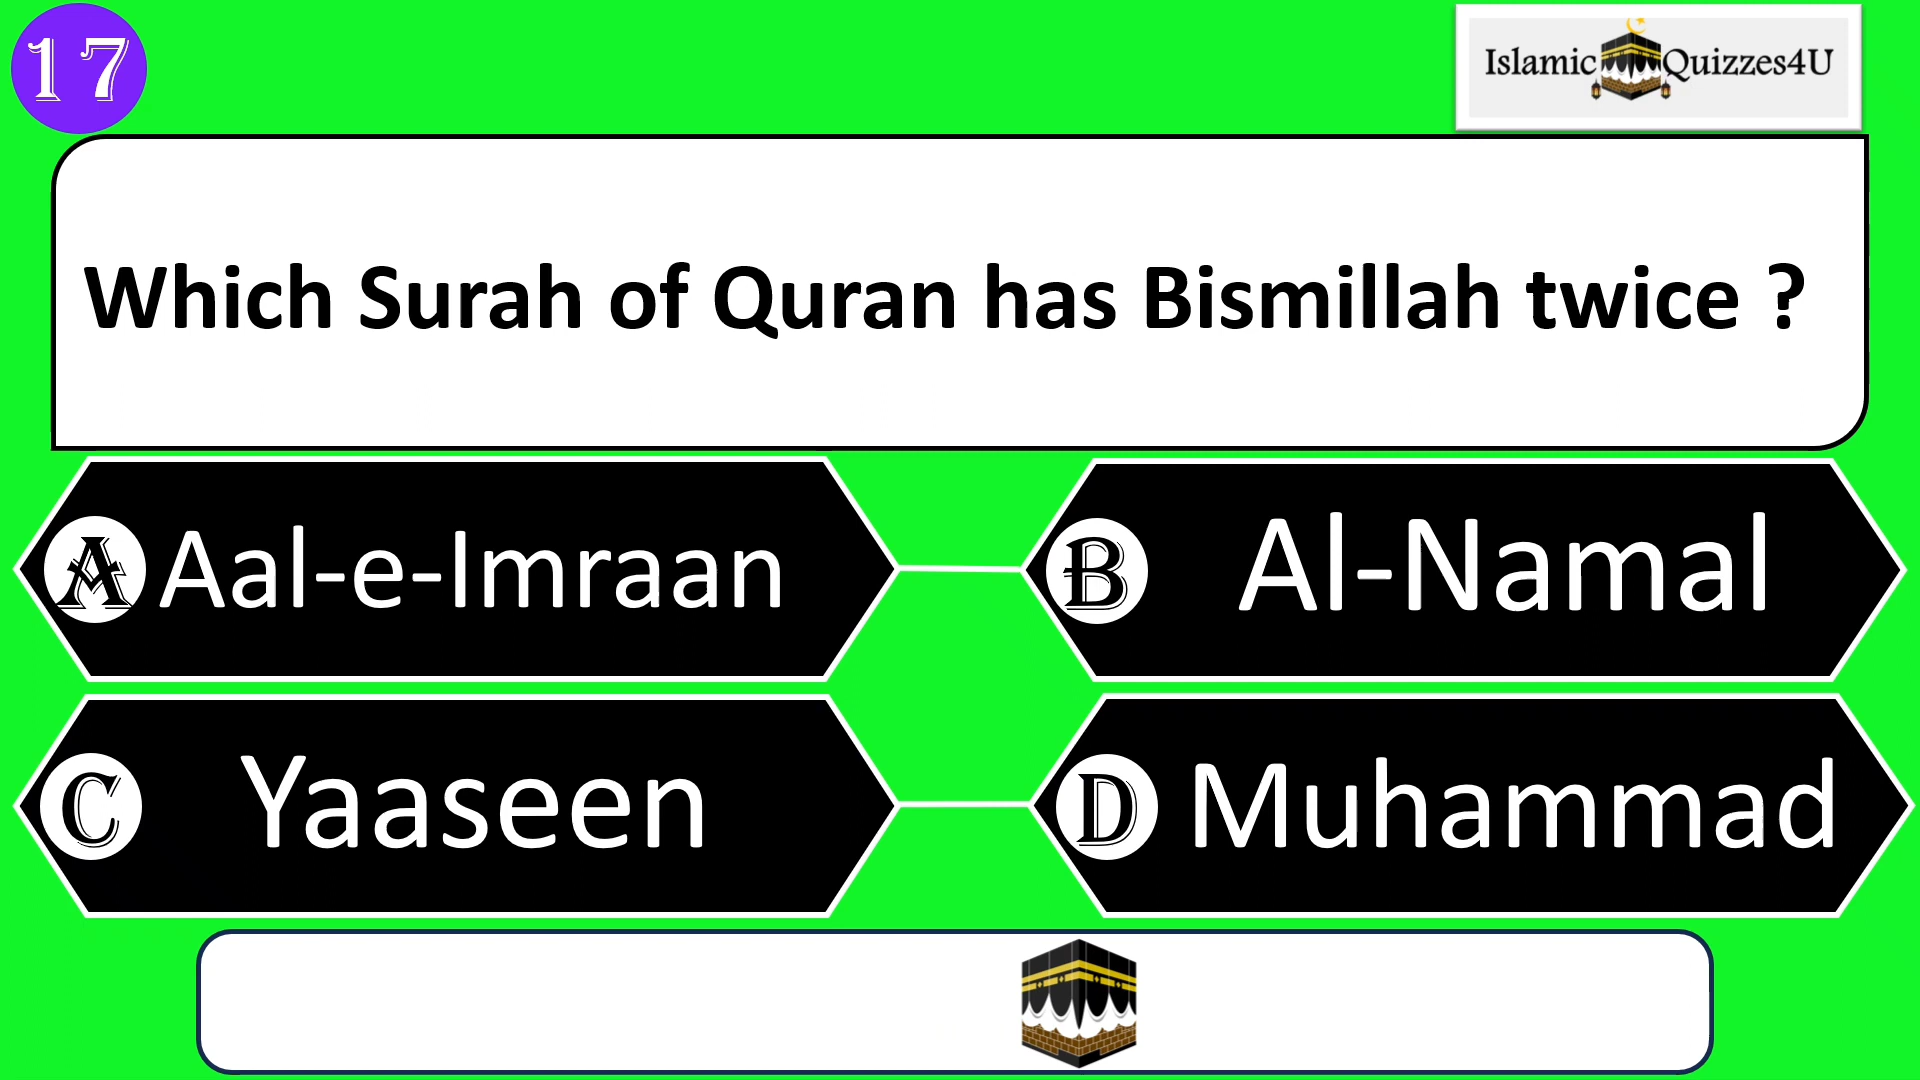 17
Islamic Quizzes4U
Which Surah of Quran has Bismillah twice ?
A Aal-e-Imraan
B Al-Namal
C Yaaseen
D Muhammad